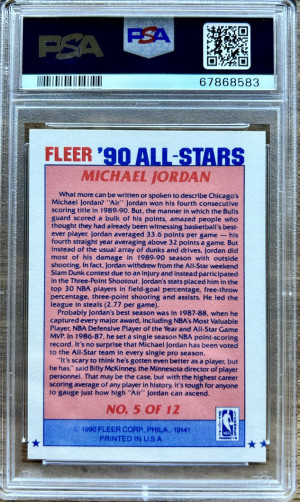 PSA PSA
67868583
FLEER '90 ALL-STARS
MICHAEL JORDAN
What more can be written or spoken to describe Chicago's
Michael Jordan? "Air" Jordan won his fourth consecutive
scoring title in 1989-90. But, the manner in which the Bulls
guard scored a bulk of his points, amazed people who
thought they had already been witnessing basketball's best-
ever player. Jordan averaged 33.6 points per game — his
fourth straight year averaging above 32 points a game. But
instead of the usual array of dunks and drives, Jordan did
most of his damage in 1989-90 season with outside
shooting. In fact, Jordan withdrew from the All-Star weekend
Slam Dunk contest due to an injury and instead participated
in the Three-Point Shootout. Jordan's stats placed him in the
top 30 NBA players in field-goal percentage, free-throw
percentage, three-point shooting and assists. He led the
league in steals (2.77 per game).
Probably Jordan's best season was in 1987-88, when he
captured every major award, including NBA's Most Valuable
Player, NBA Defensive Player of the Year and All-Star Game
MVP. In 1986-87, he set a single season NBA point-scoring
record. It's no surprise that Michael Jordan has been voted
to the All-Star team in every single pro season.
"It's scary to think he's gotten even better as a player, but
he has," said Billy McKinney, the Minnesota director of player
personnel. That may be the case, but with the highest career
scoring average of any player in history, it's tough for anyone
to gauge just how high "Air" Jordan can ascend.
NO. 5 OF 12
© 1990 FLEER CORP., PHILA., 19141
PRINTED IN U.S.A.